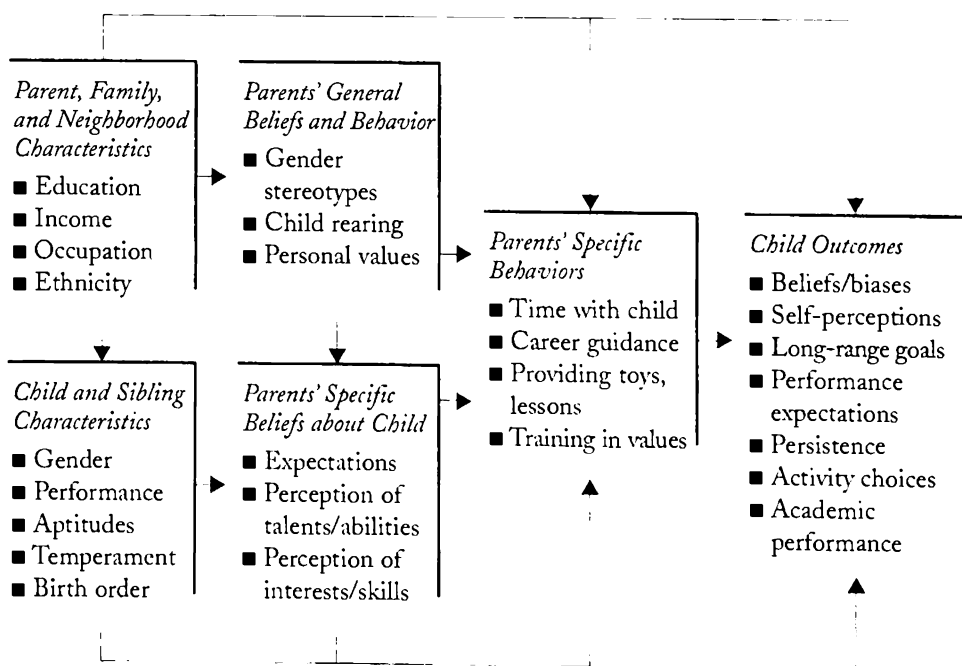 Parent, Family,
and Neighborhood
Characteristics
■ Education
■ Income
■ Occupation
■ Ethnicity
Parents' General
Beliefs and Behavior
■ Gender
stereotypes
■ Child rearing
■ Personal values
Child and Sibling
Characteristics
■ Gender
■ Performance
■ Aptitudes
■ Temperament
■ Birth order
Parents' Specific
Beliefs about Child
■ Expectations
■ Perception of
talents/abilities
■ Perception of
interests/skills
Parents' Specific
Behaviors
■ Time with child
■ Career guidance
■ Providing toys,
lessons
■ Training in values
Child Outcomes
■ Beliefs/biases
■ Self-perceptions
■ Long-range goals
■ Performance
expectations
■ Persistence
■ Activity choices
■ Academic
performance